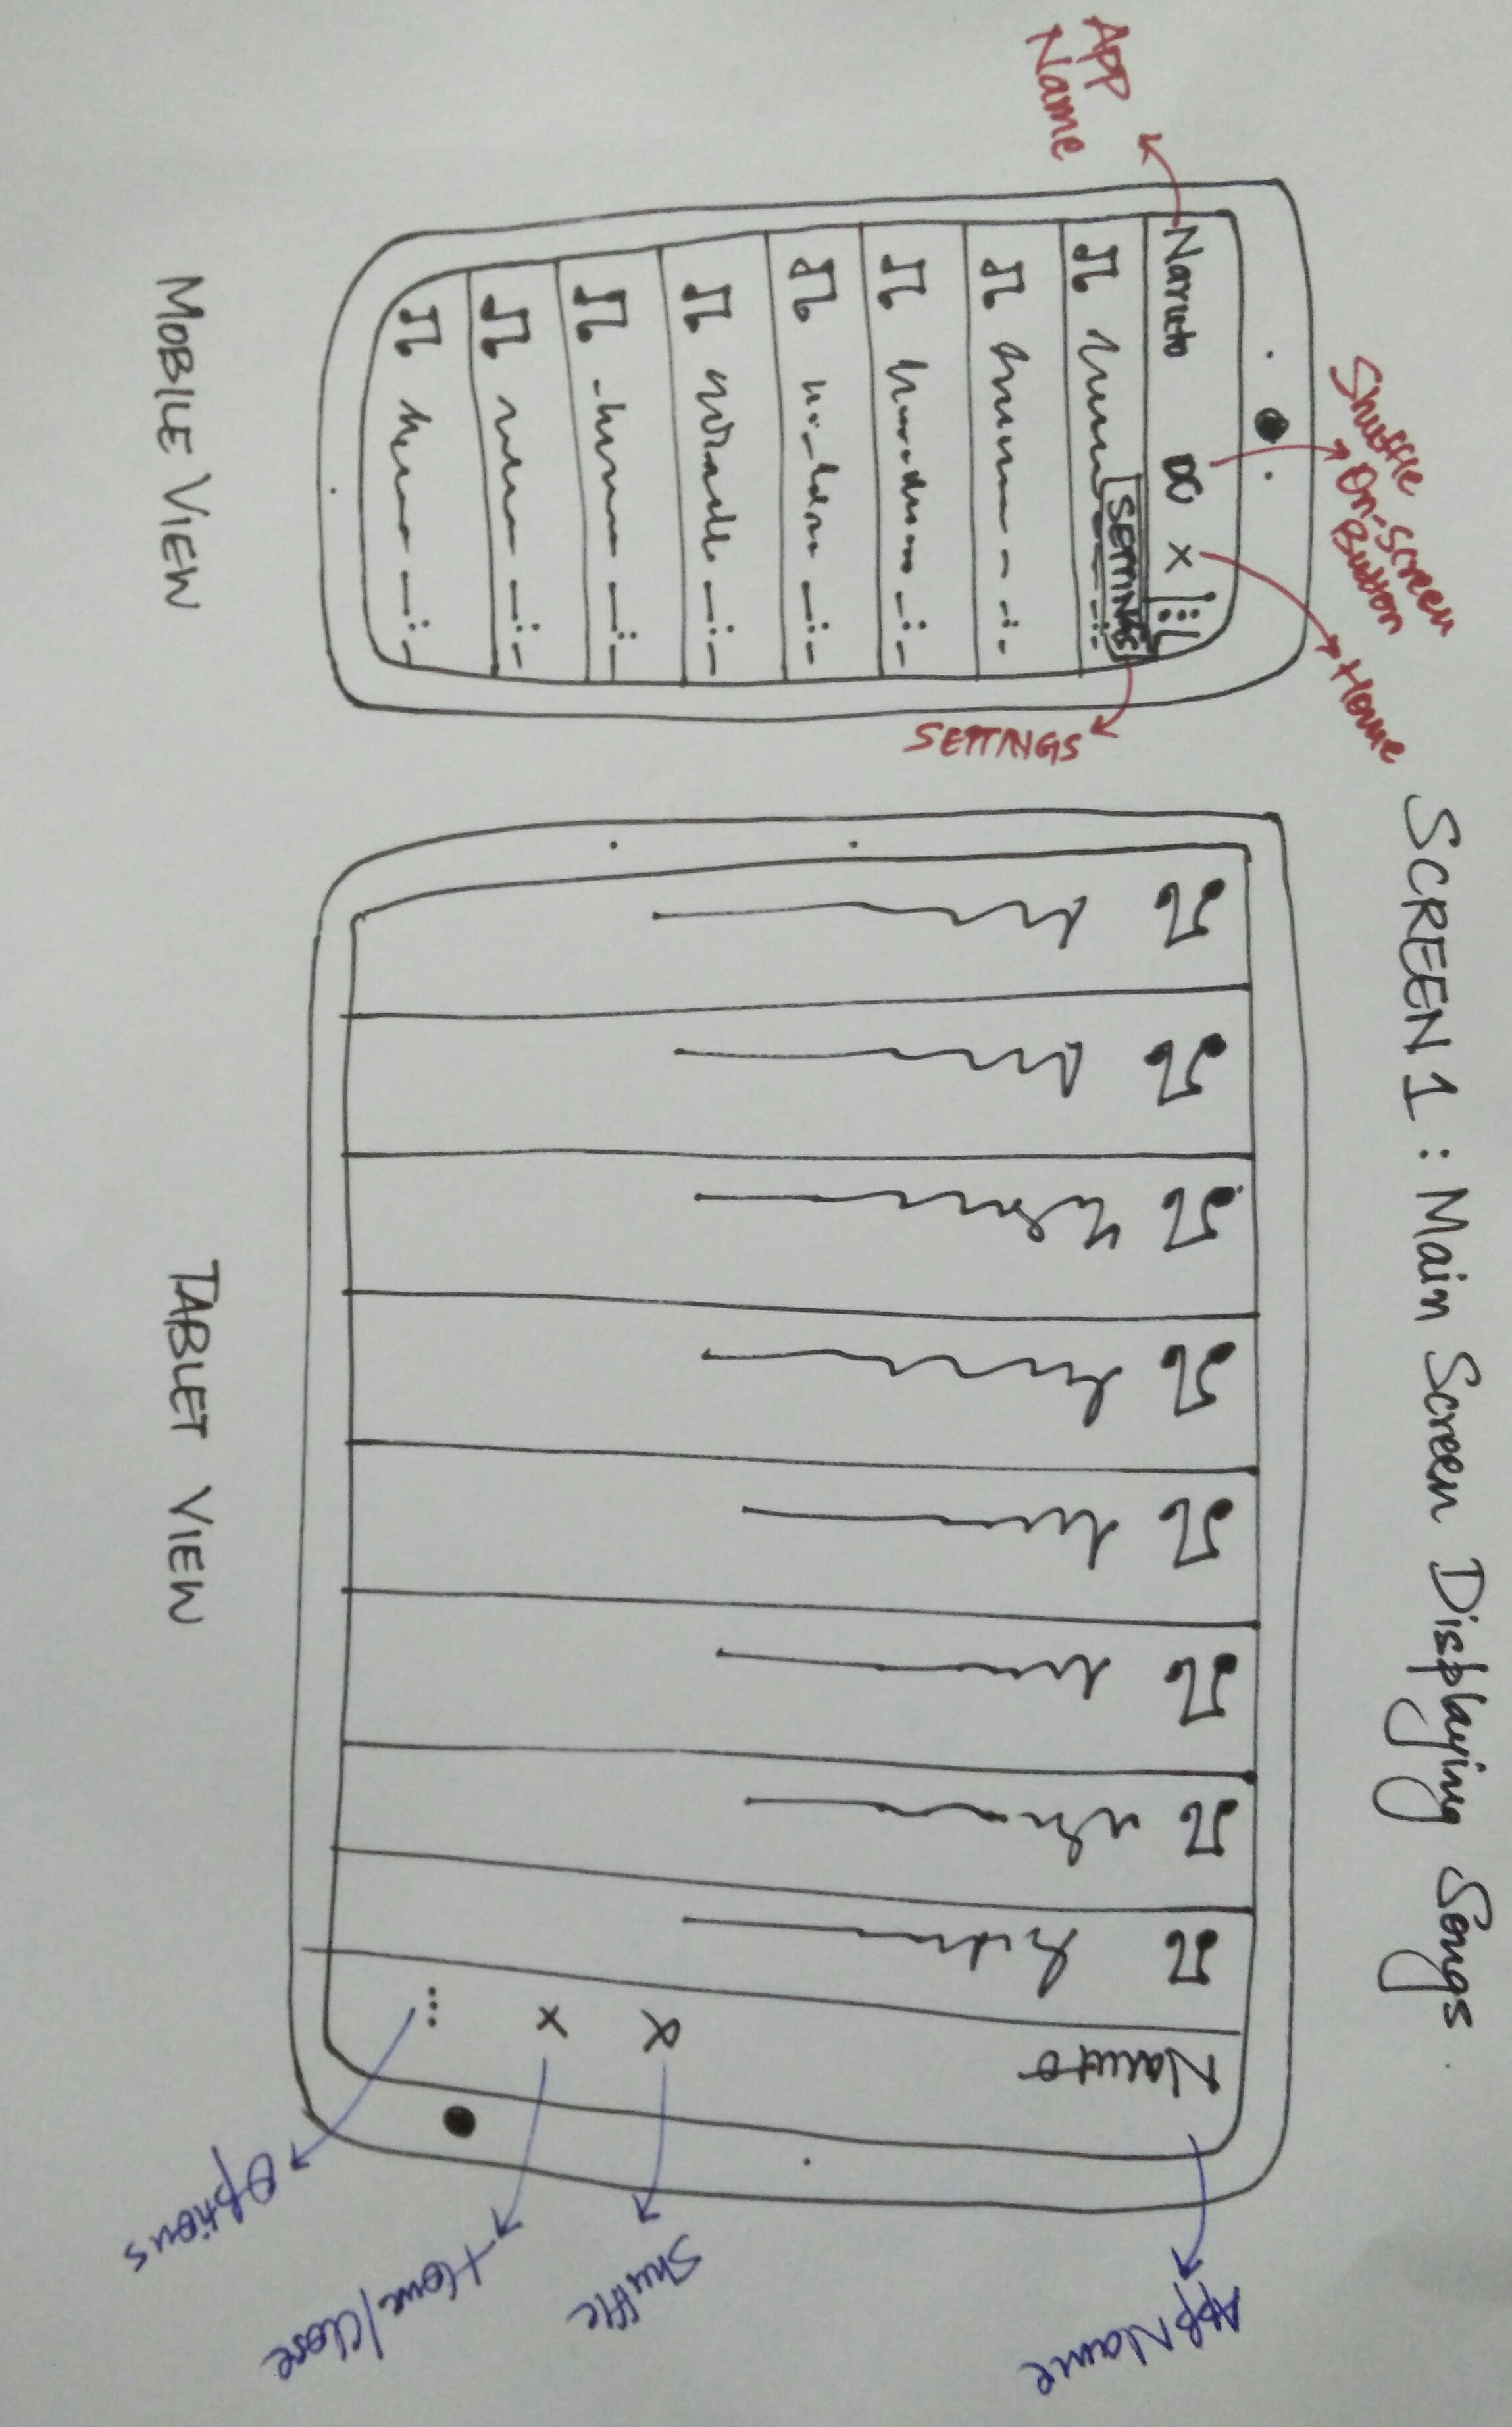 SCREEN 1 : Main Screen Displaying Songs.
APP
Name
Shuffle
On-Screen
Button
Home
Naruto
X
SETTINGS
SETTINGS
MOBILE VIEW
Naruto
X
App Name
Shuffle
Home/Close
Options
TABLET VIEW